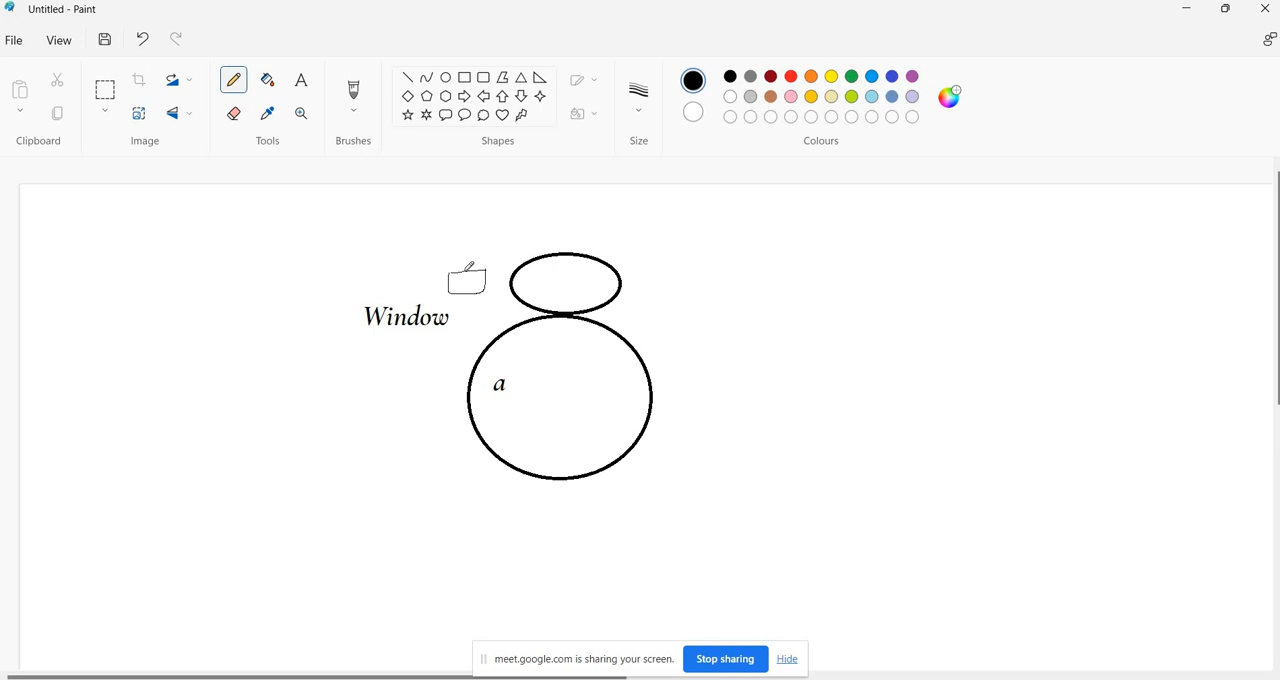 Untitled - Paint
File View
Clipboard Image Tools Brushes Shapes Size Colours
Window
a
meet.google.com is sharing your screen. Stop sharing Hide